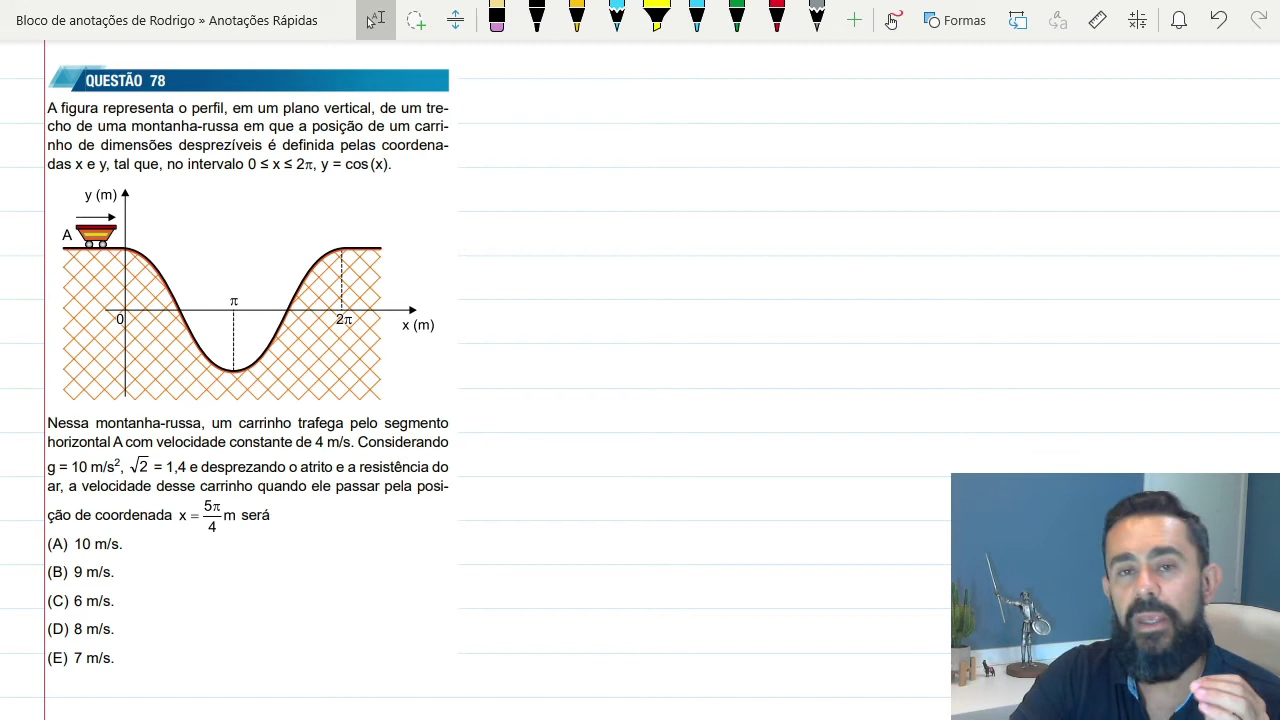 Bloco de anotações de Rodrigo » Anotações Rápidas
Formas
QUESTÃO 78
A figura representa o perfil, em um plano vertical, de um tre-
cho de uma montanha-russa em que a posição de um carri-
nho de dimensões desprezíveis é definida pelas coordena-
das x e y, tal que, no intervalo 0 ≤ x ≤ 2π, y = cos (x).
y (m)
A
π
0
2π
x (m)
Nessa montanha-russa, um carrinho trafega pelo segmento
horizontal A com velocidade constante de 4 m/s. Considerando
g = 10 m/s², √2 = 1,4 e desprezando o atrito e a resistência do
ar, a velocidade desse carrinho quando ele passar pela posi-
ção de coordenada x = 5π/4 m será
(A) 10 m/s.
(B) 9 m/s.
(C) 6 m/s.
(D) 8 m/s.
(E) 7 m/s.